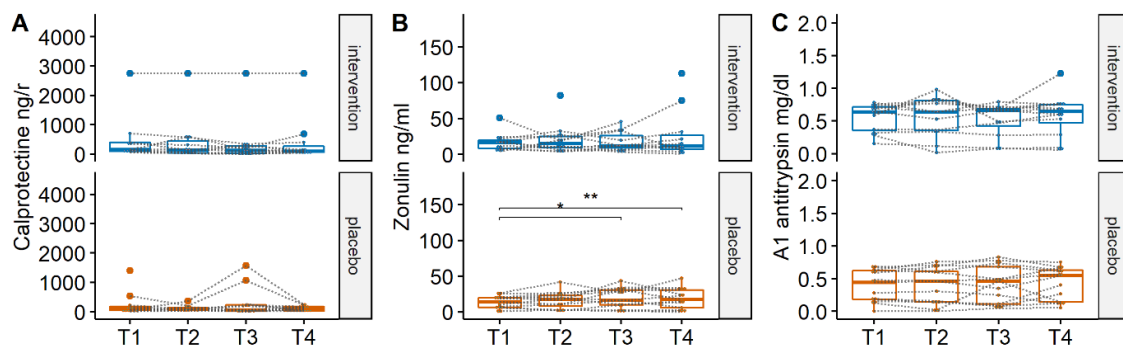 A
Calprotectine ng/r
4000
3000
2000
1000
0
intervention
4000
3000
2000
1000
0
placebo
T1 T2 T3 T4
B
Zonulin ng/ml
150
100
50
0
intervention
150
100
50
0
* **
placebo
T1 T2 T3 T4
C
A1 antitrypsin mg/dl
2.0
1.5
1.0
0.5
0.0
intervention
2.0
1.5
1.0
0.5
0.0
placebo
T1 T2 T3 T4